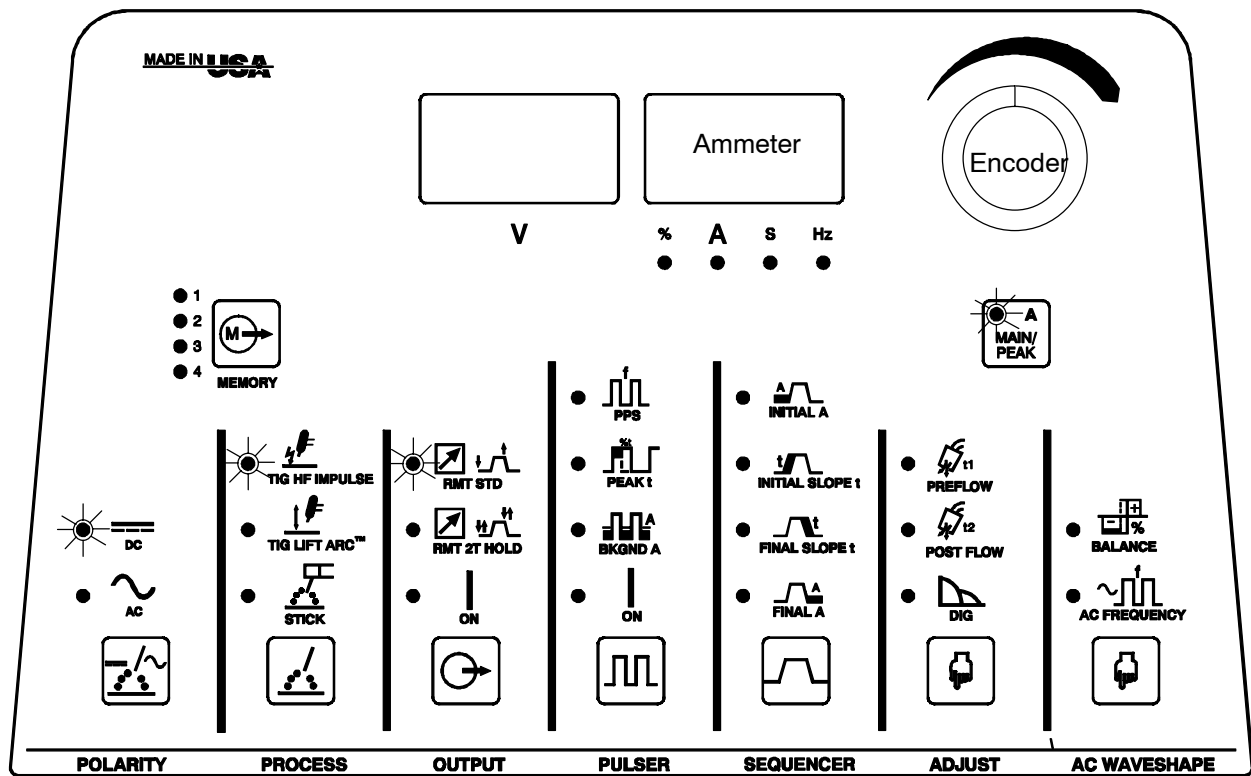 MADE IN USA
Ammeter
Encoder
V
% A S Hz
1
2
3
4
M
MEMORY
A
MAIN/
PEAK
f
PPS
A
INITIAL A
TIG HF IMPULSE
RMT STD
%t
PEAK t
t
INITIAL SLOPE t
t1
PREFLOW
DC
TIG LIFT ARC™
RMT 2T HOLD
A
BKGND A
t
FINAL SLOPE t
t2
POST FLOW
+
%
BALANCE
AC
STICK
ON
ON
A
FINAL A
DIG
f
AC FREQUENCY
POLARITY PROCESS OUTPUT PULSER SEQUENCER ADJUST AC WAVESHAPE